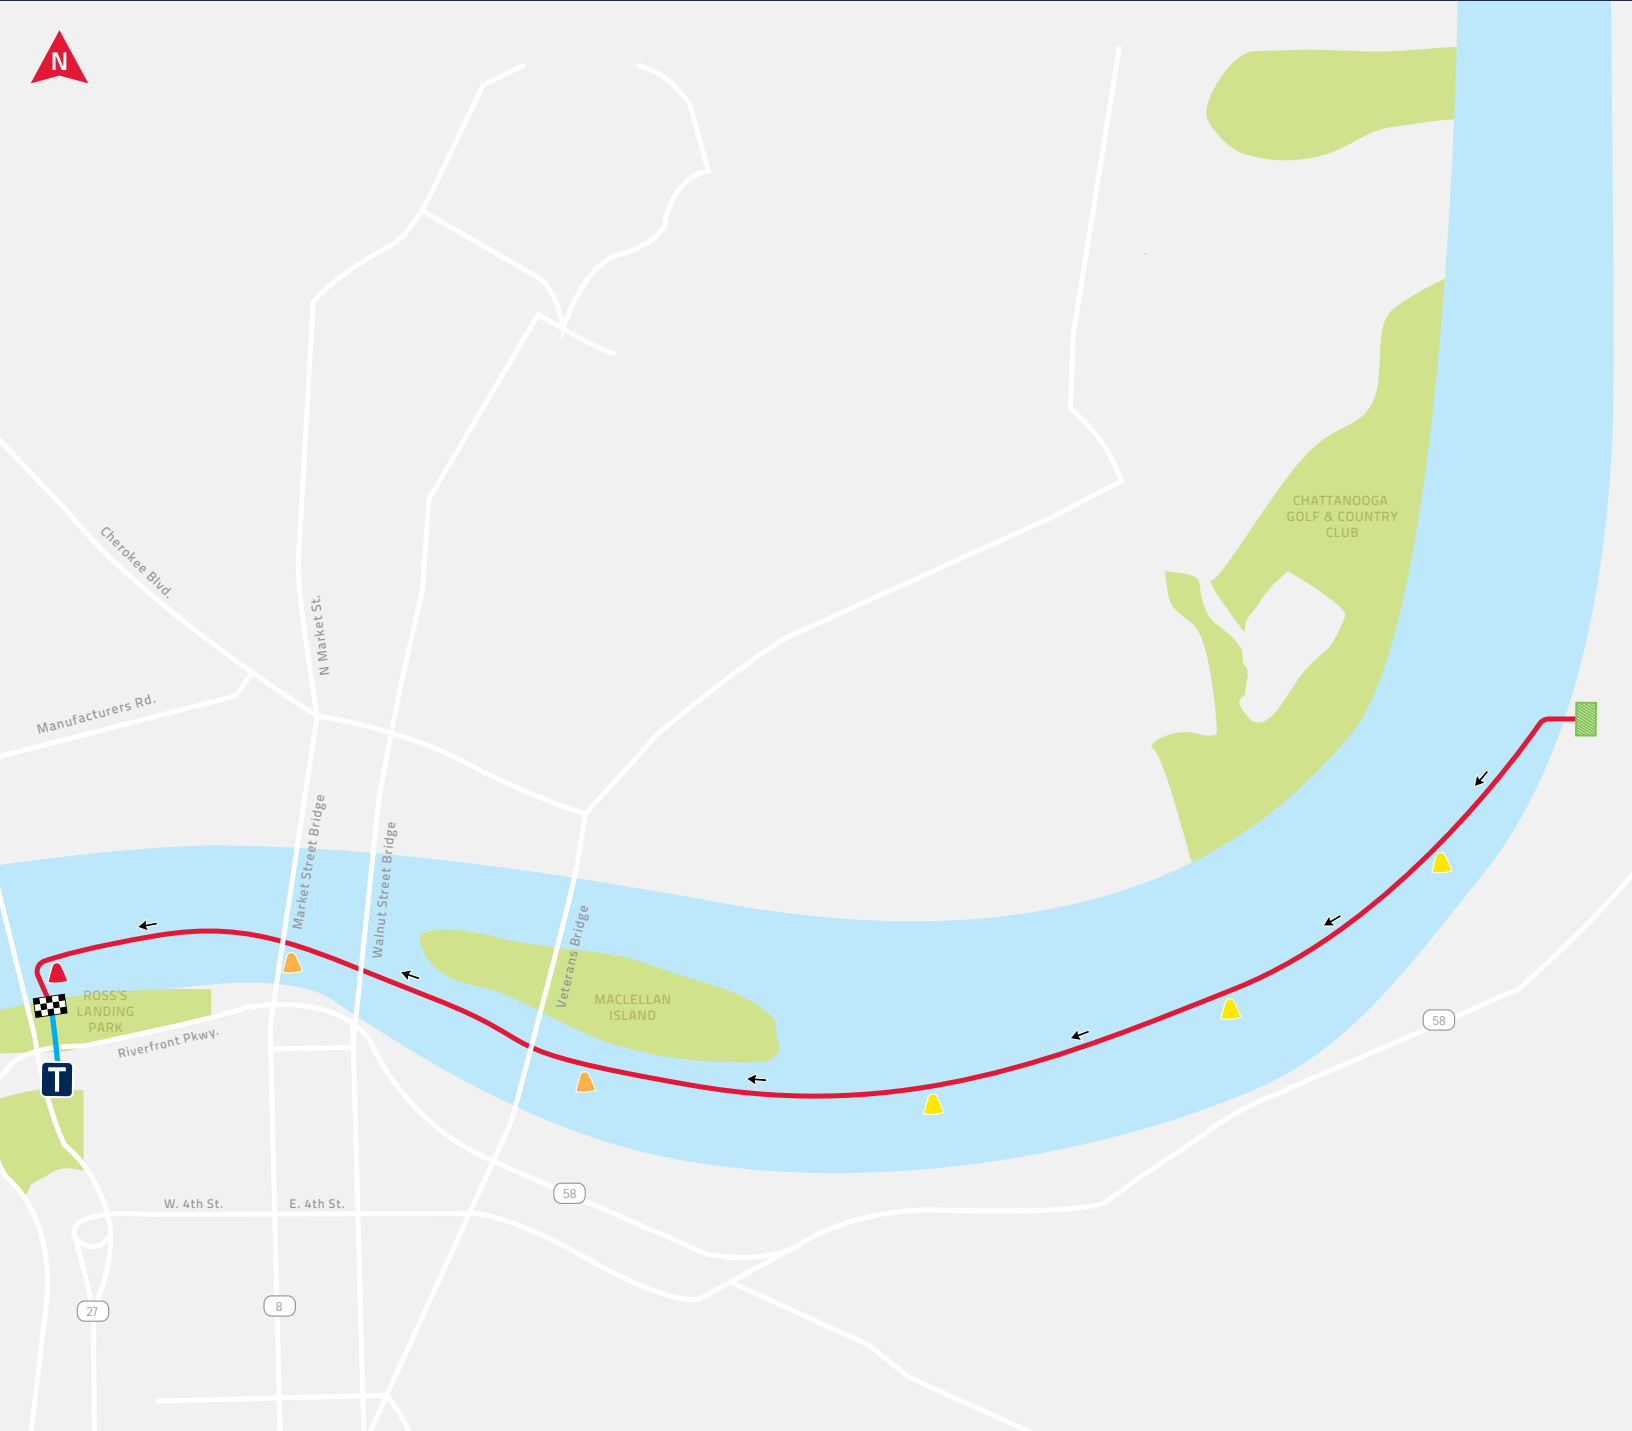 N
CHATTANOOGA
GOLF & COUNTRY
CLUB
Cherokee Blvd.
N Market St.
Manufacturers Rd.
Market Street Bridge
Walnut Street Bridge
Veterans Bridge
MACLELLAN
ISLAND
ROSS'S
LANDING
PARK
Riverfront Pkwy.
58
T
58
W. 4th St.
E. 4th St.
27
8